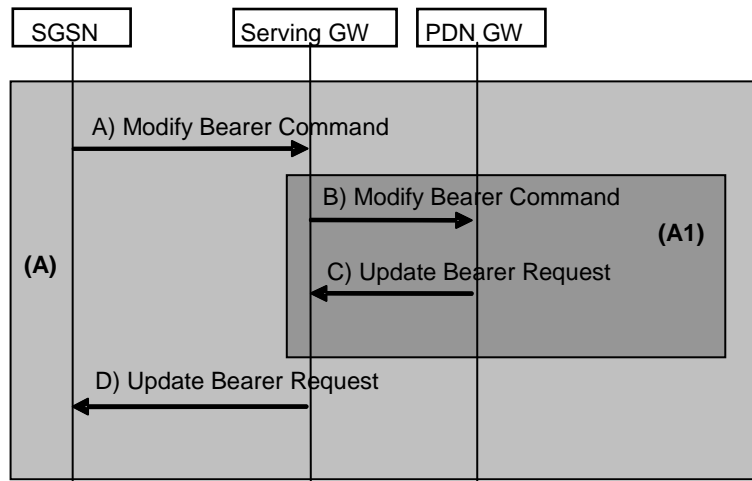 SGSN
Serving GW
PDN GW
A) Modify Bearer Command
B) Modify Bearer Command
(A1)
(A)
C) Update Bearer Request
D) Update Bearer Request